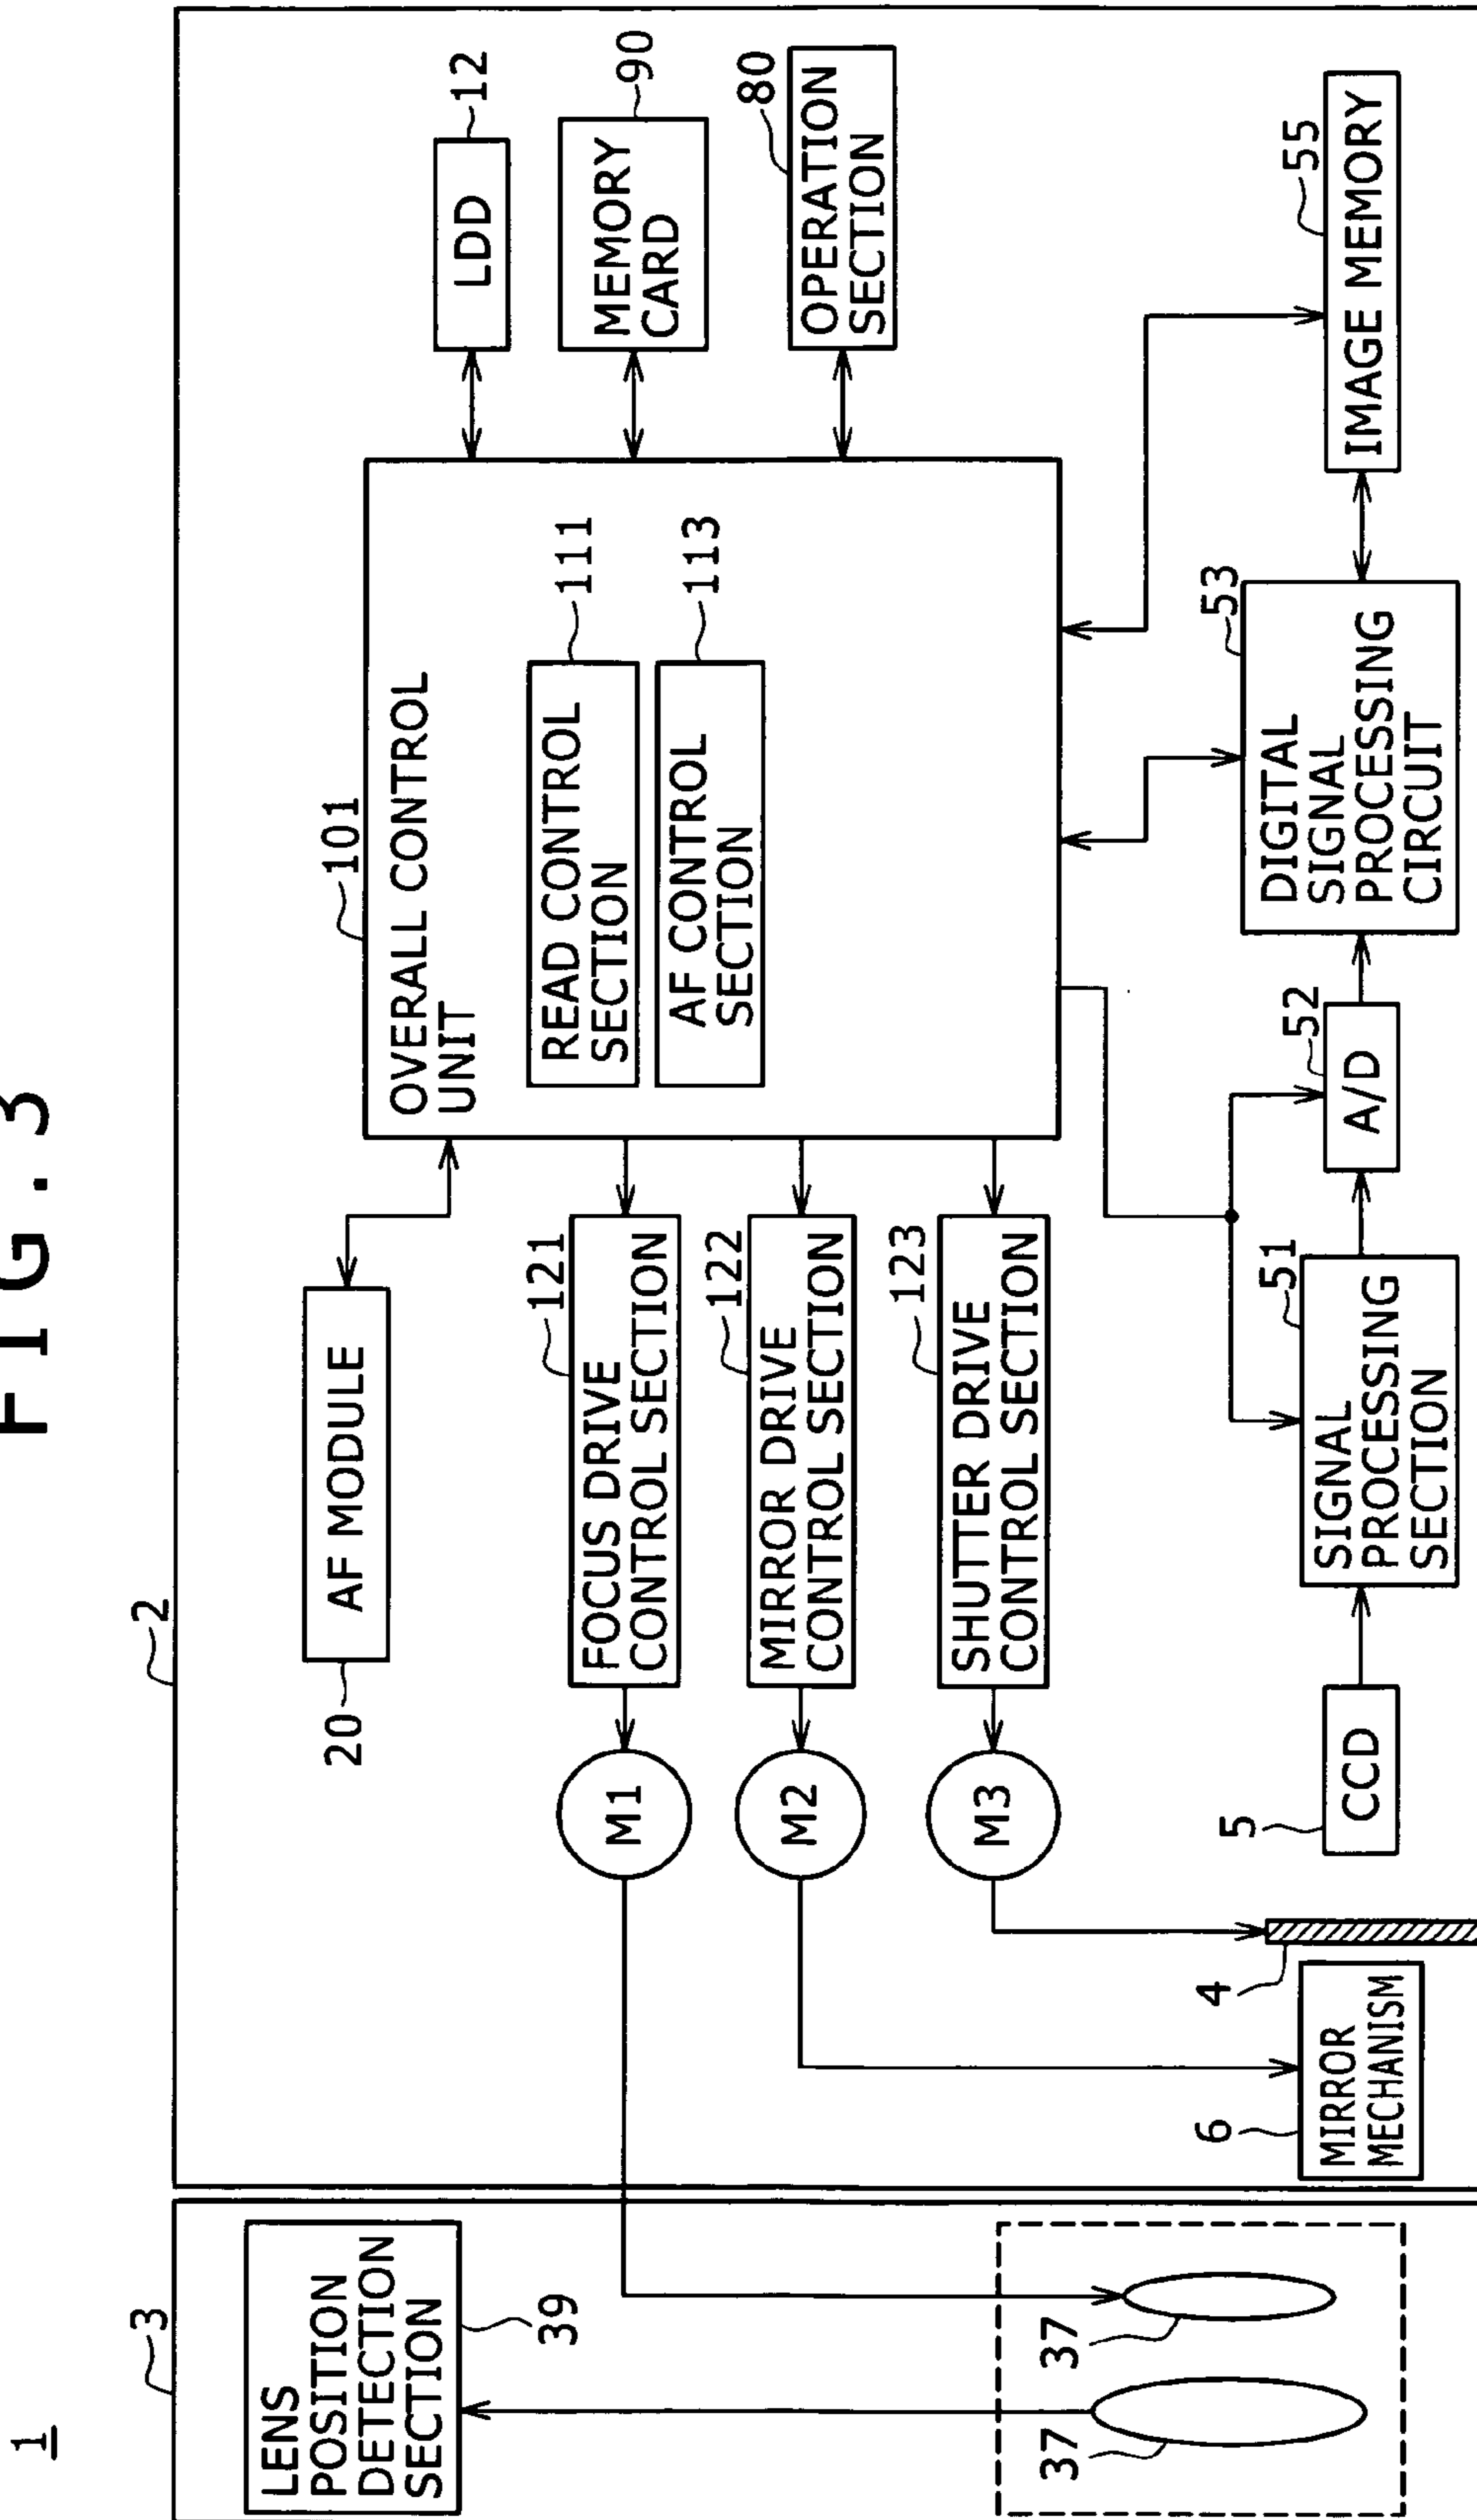 FIG.3
1
3
2
LENS
POSITION
DETECTION
SECTION
39
37
37
20
AF MODULE
101
OVERALL CONTROL
UNIT
READ CONTROL
SECTION
111
AF CONTROL
SECTION
113
LDD
12
MEMORY
CARD
90
OPERATION
SECTION
80
M1
FOCUS DRIVE
CONTROL SECTION
121
M2
MIRROR DRIVE
CONTROL SECTION
122
M3
SHUTTER DRIVE
CONTROL SECTION
123
6
MIRROR
MECHANISM
4
5
CCD
51
SIGNAL
PROCESSING
SECTION
52
A/D
53
DIGITAL
SIGNAL
PROCESSING
CIRCUIT
55
IMAGE MEMORY